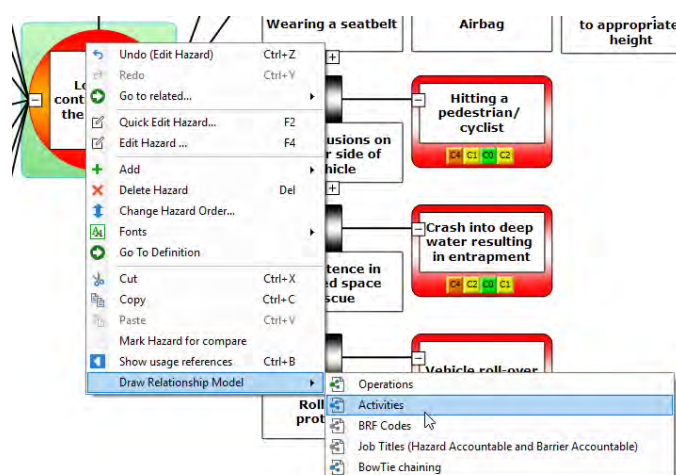 Wearing a seatbelt
Airbag
to appropriate
height
Lo
cont
the
Undo (Edit Hazard) Ctrl+Z
Redo Ctrl+Y
Go to related...
Quick Edit Hazard... F2
Edit Hazard ... F4
Add
Delete Hazard Del
Change Hazard Order...
Fonts
Go To Definition
Cut Ctrl+X
Copy Ctrl+C
Paste Ctrl+V
Mark Hazard for compare
Show usage references Ctrl+B
Draw Relationship Model
usions on
r side of
hicle
Hitting a
pedestrian/
cyclist
C4 C1 C0 C2
tence in
ed space
scue
Crash into deep
water resulting
in entrapment
C4 C2 C0 C1
Roll
prot
Vehicle roll-over
Operations
Activities
BRF Codes
Job Titles (Hazard Accountable and Barrier Accountable)
BowTie chaining